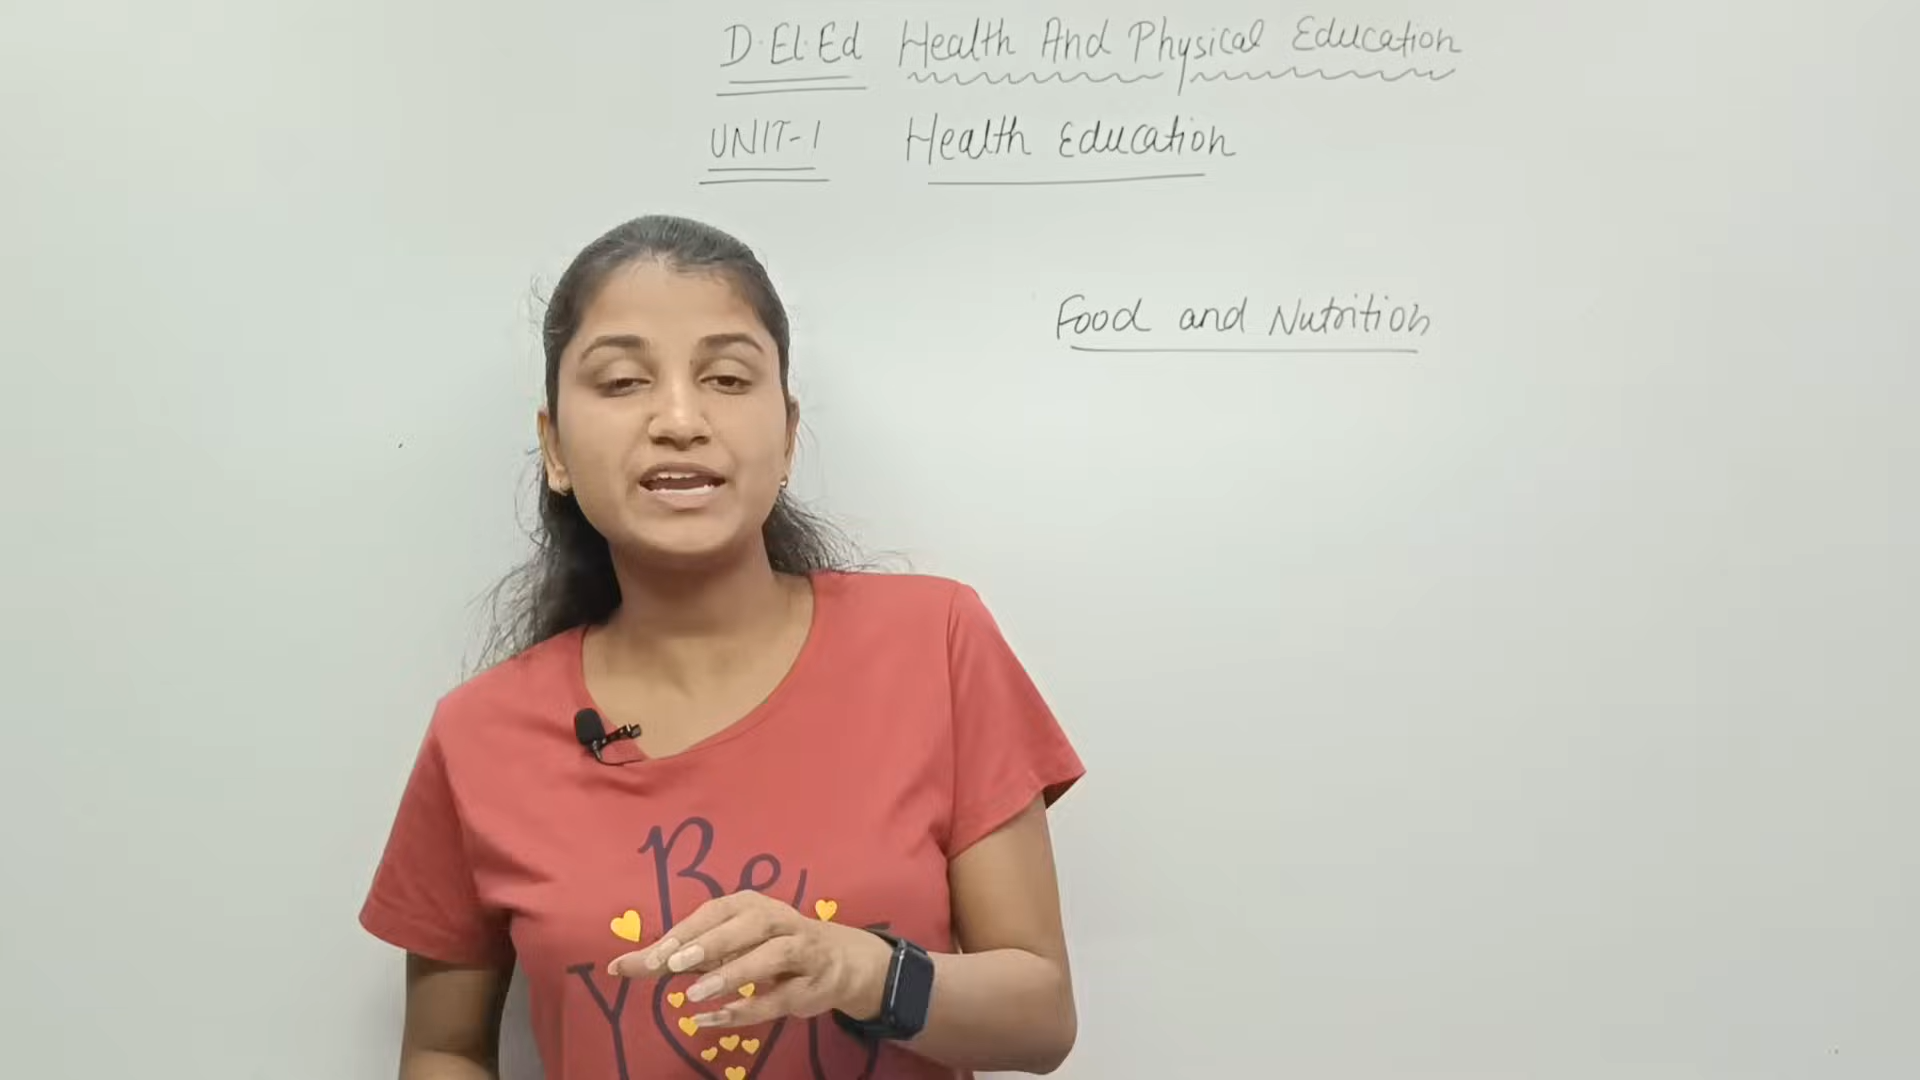 D.El.Ed Health And Physical Education
UNIT-1 Health Education
Food and Nutrition
Be
YOU